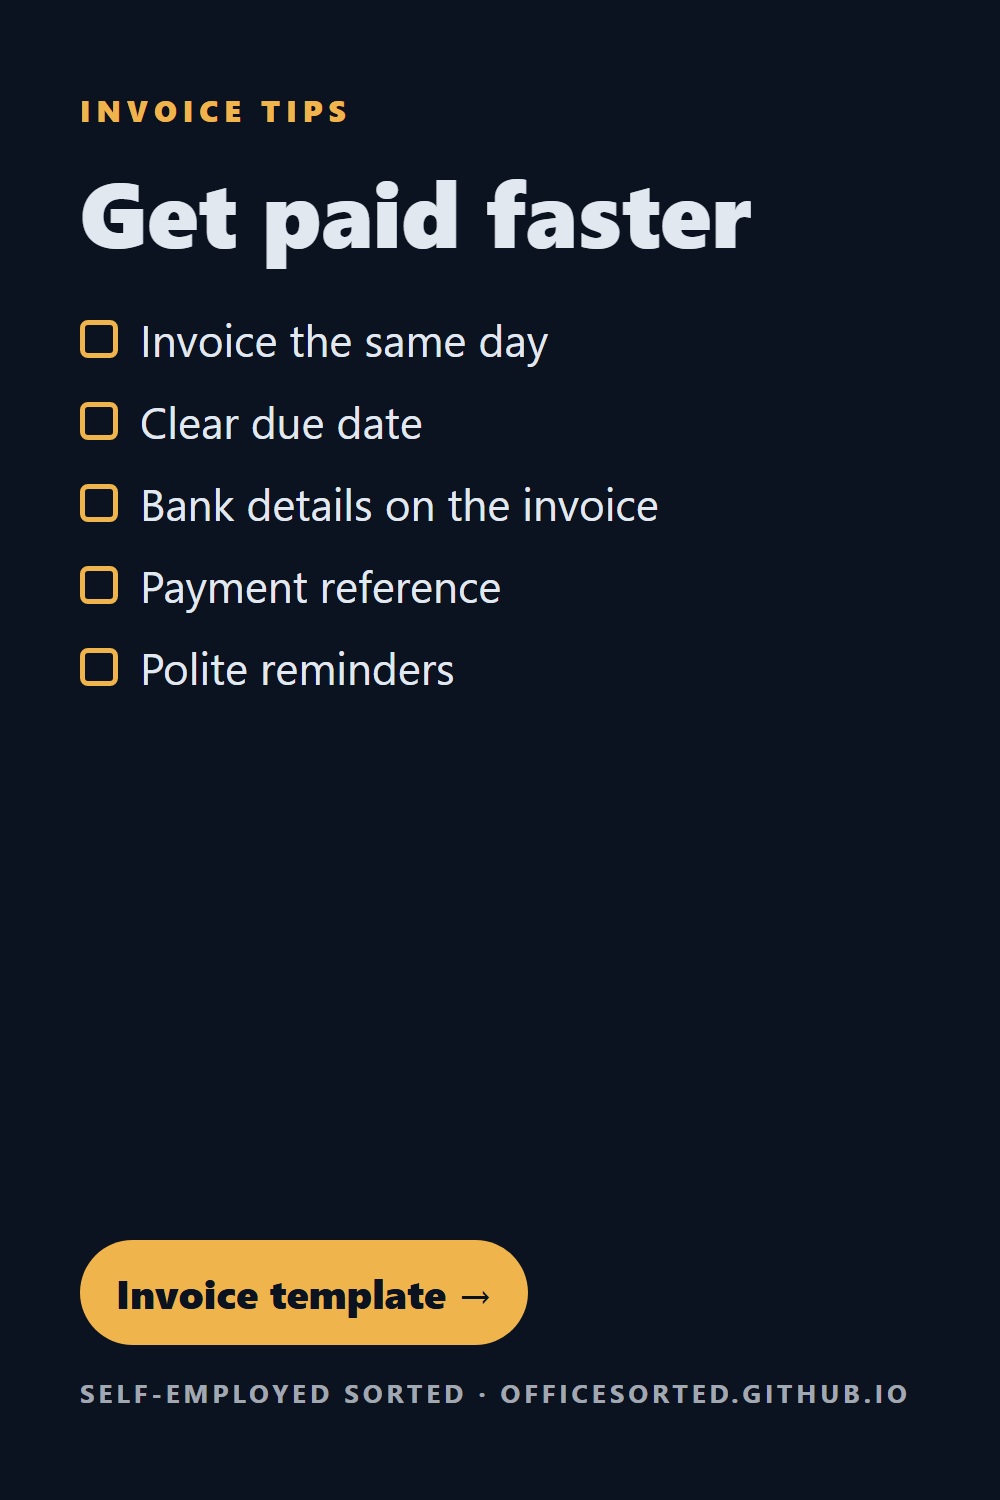 INVOICE TIPS
Get paid faster
Invoice the same day
Clear due date
Bank details on the invoice
Payment reference
Polite reminders
Invoice template →
SELF-EMPLOYED SORTED · OFFICESORTED.GITHUB.IO